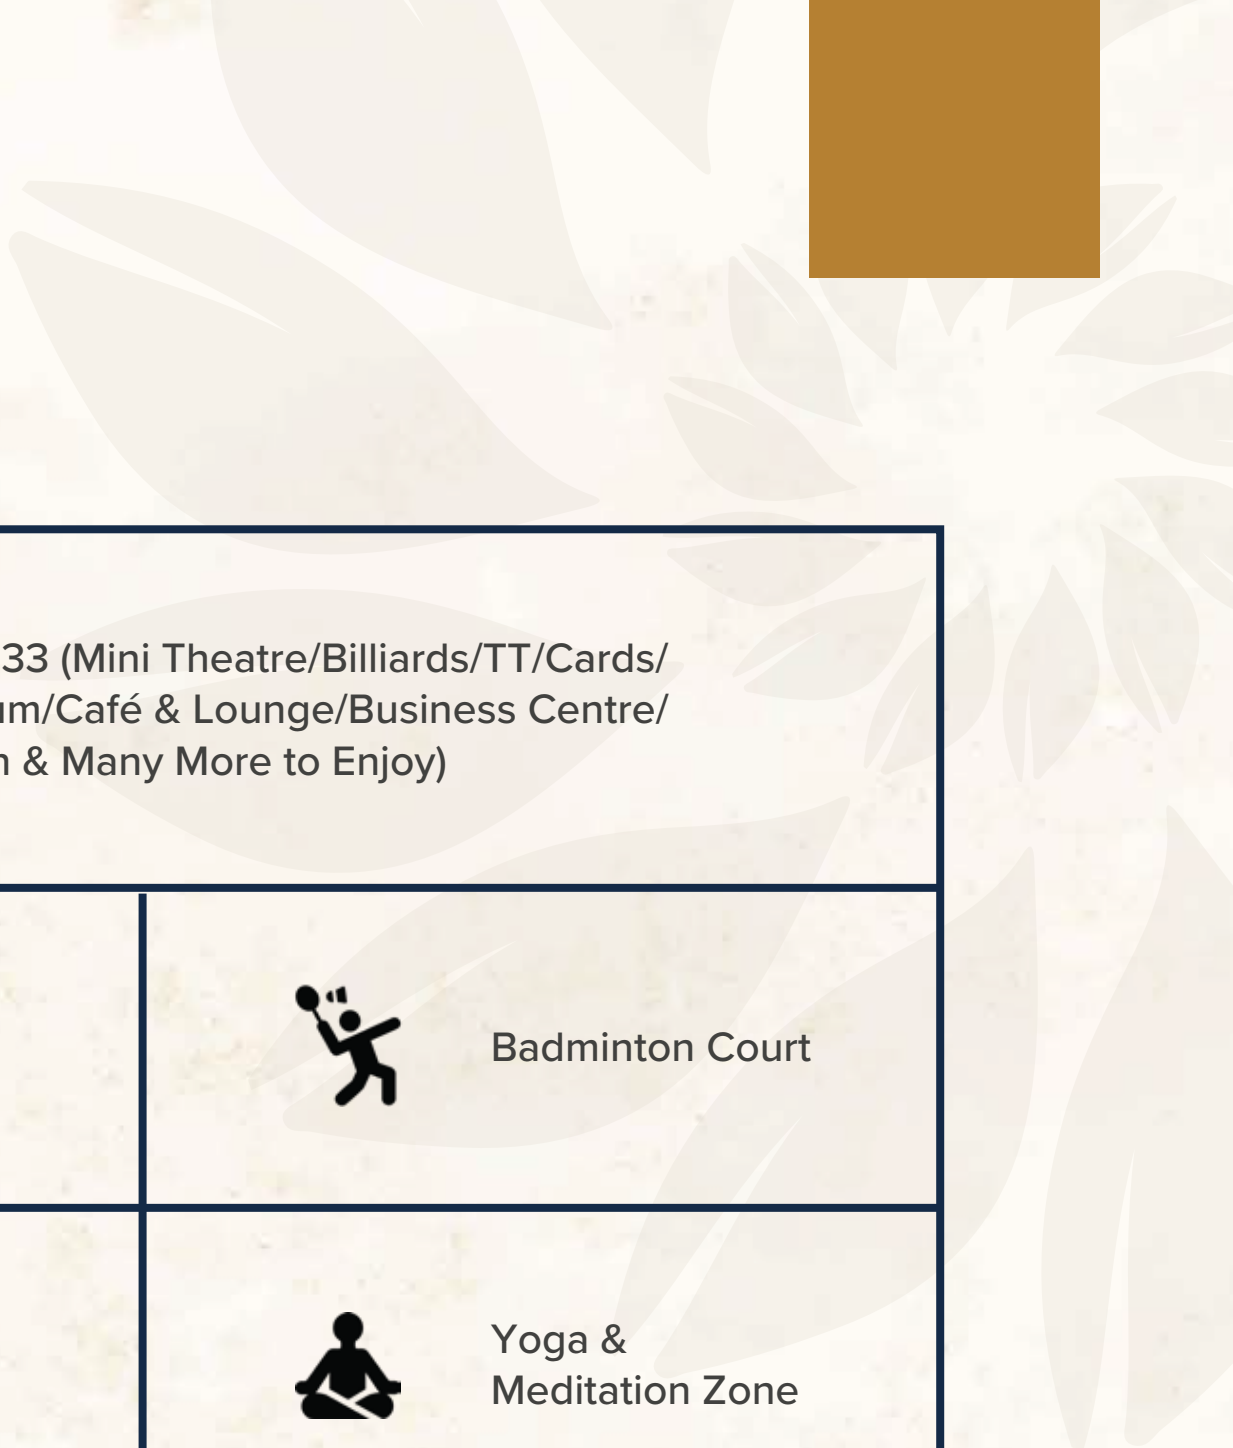 33 (Mini Theatre/Billiards/TT/Cards/
/Café & Lounge/Business Centre/
& Many More to Enjoy)
Badminton Court
Yoga &
Meditation Zone